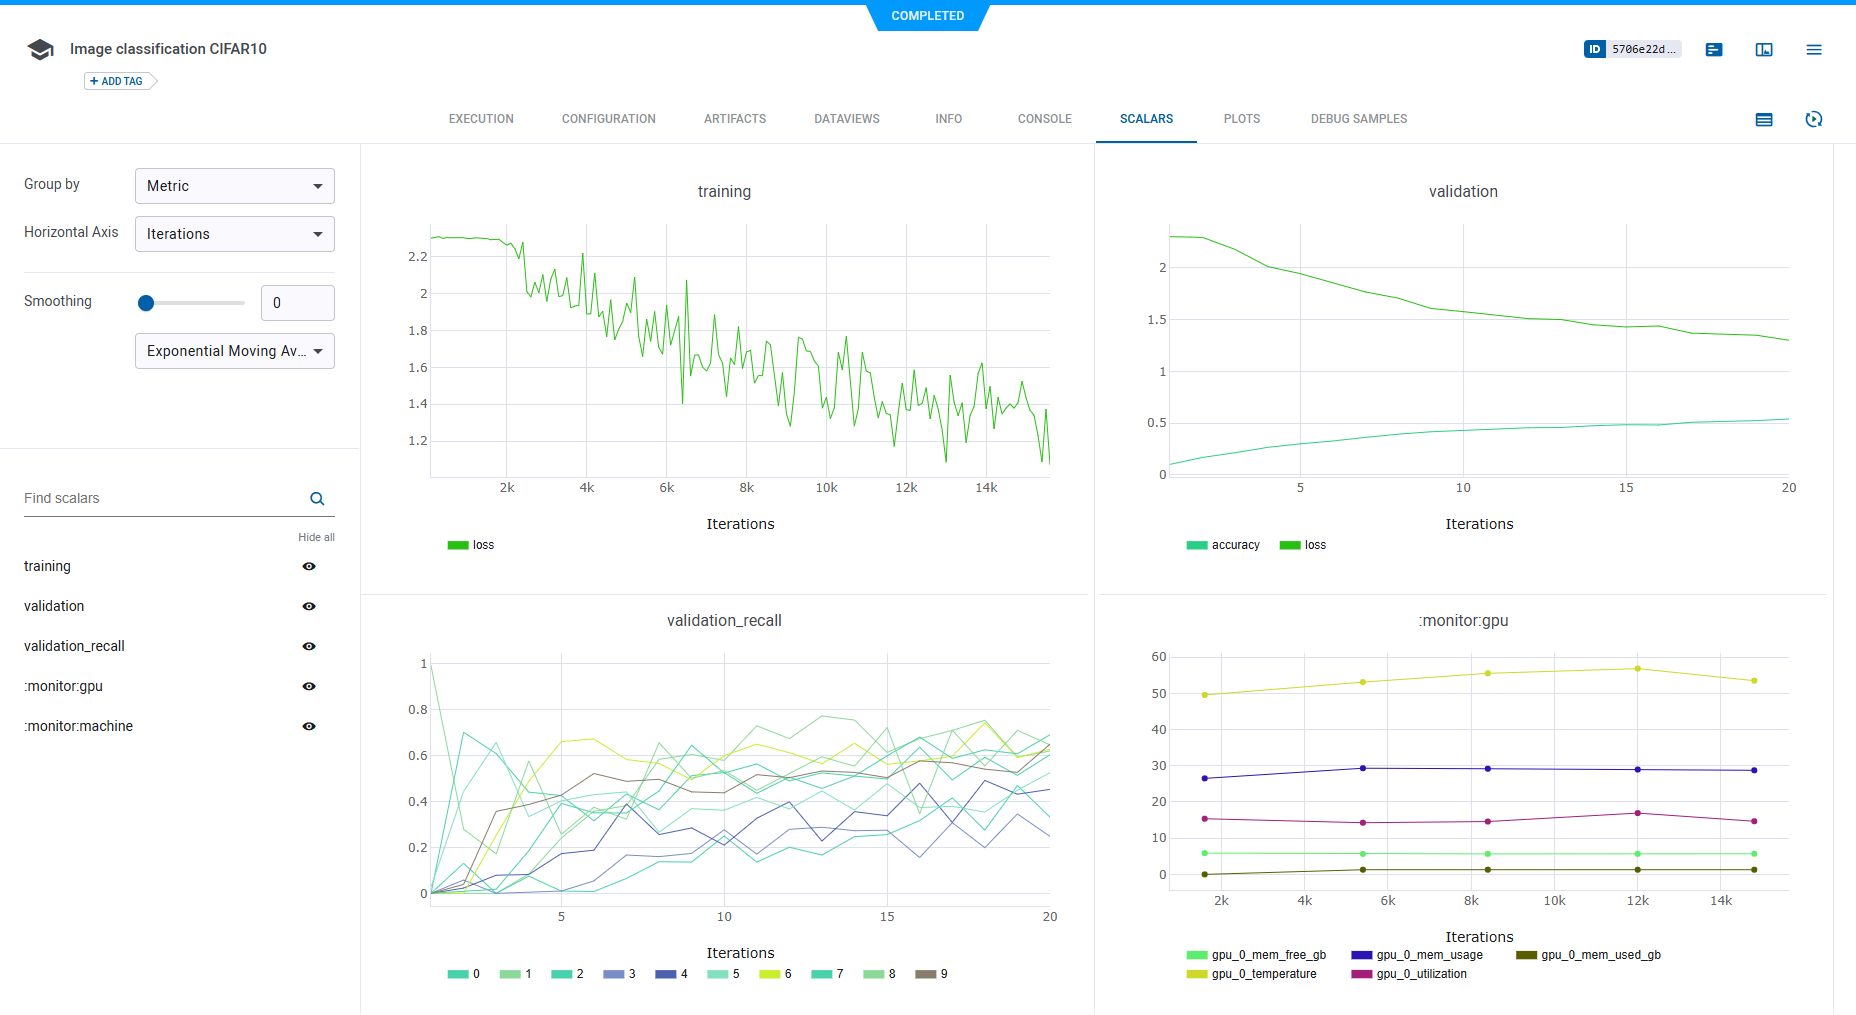 COMPLETED
Image classification CIFAR10
ID 5706e22d ...
+ ADD TAG
EXECUTION CONFIGURATION ARTIFACTS DATAVIEWS INFO CONSOLE SCALARS PLOTS DEBUG SAMPLES
Group by Metric
Horizontal Axis Iterations
Smoothing 0
Exponential Moving Av...
Find scalars
Hide all
training
validation
validation_recall
:monitor:gpu
:monitor:machine
training
2.2
2
1.8
1.6
1.4
1.2
2k 4k 6k 8k 10k 12k 14k
Iterations
loss
validation
2
1.5
1
0.5
0
5 10 15 20
Iterations
accuracy loss
validation_recall
1
0.8
0.6
0.4
0.2
0
5 10 15 20
Iterations
0 1 2 3 4 5 6 7 8 9
:monitor:gpu
60
50
40
30
20
10
0
2k 4k 6k 8k 10k 12k 14k
Iterations
gpu_0_mem_free_gb gpu_0_mem_usage gpu_0_mem_used_gb
gpu_0_temperature gpu_0_utilization